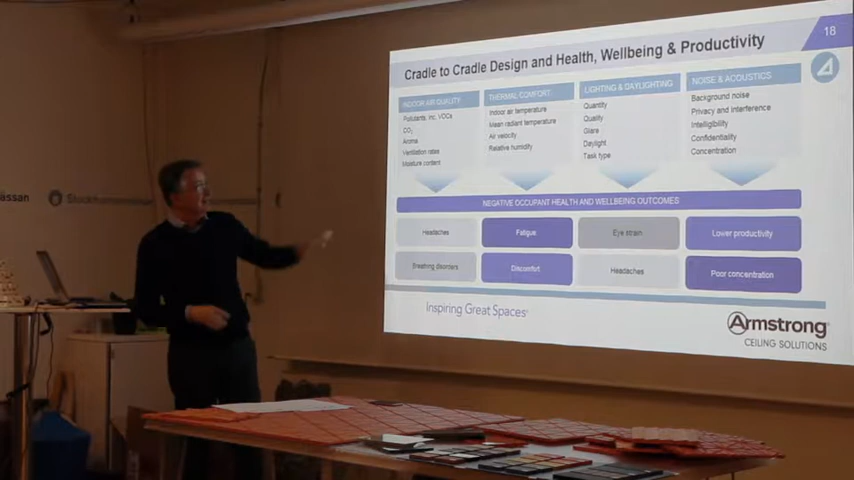 18
Cradle to Cradle Design and Health, Wellbeing & Productivity
INDOOR AIR QUALITY
Pollutants, inc. VOCs
CO2
Aroma
Ventilation rates
Moisture content
THERMAL COMFORT
Indoor air temperature
Mean radiant temperature
Air velocity
Relative humidity
LIGHTING & DAYLIGHTING
Quantity
Quality
Glare
Daylight
Task type
NOISE & ACOUSTICS
Background noise
Privacy and interference
Intelligibility
Confidentiality
Concentration
NEGATIVE OCCUPANT HEALTH AND WELLBEING OUTCOMES
Headaches
Fatigue
Eye strain
Lower productivity
Breathing disorders
Discomfort
Headaches
Poor concentration
Inspiring Great Spaces®
Armstrong
CEILING SOLUTIONS